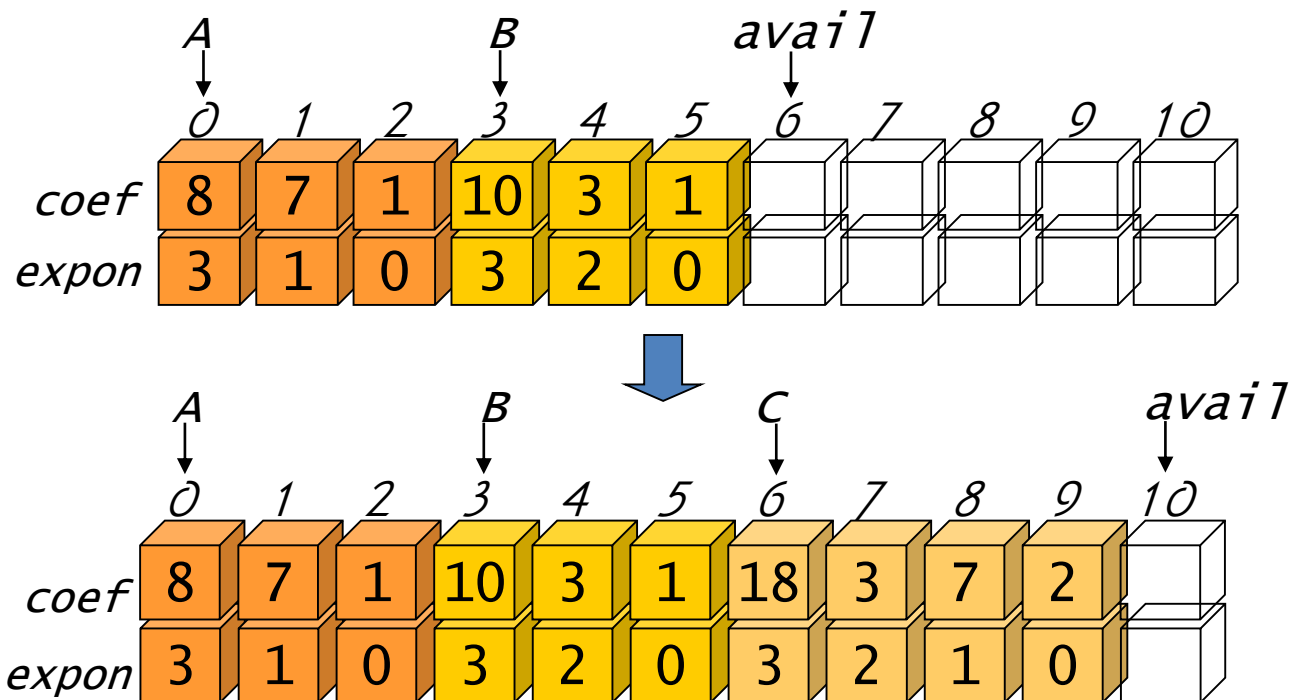 A B avail
0 1 2 3 4 5 6 7 8 9 10
coef 8 7 1 10 3 1
expon 3 1 0 3 2 0
A B C avail
0 1 2 3 4 5 6 7 8 9 10
coef 8 7 1 10 3 1 18 3 7 2
expon 3 1 0 3 2 0 3 2 1 0